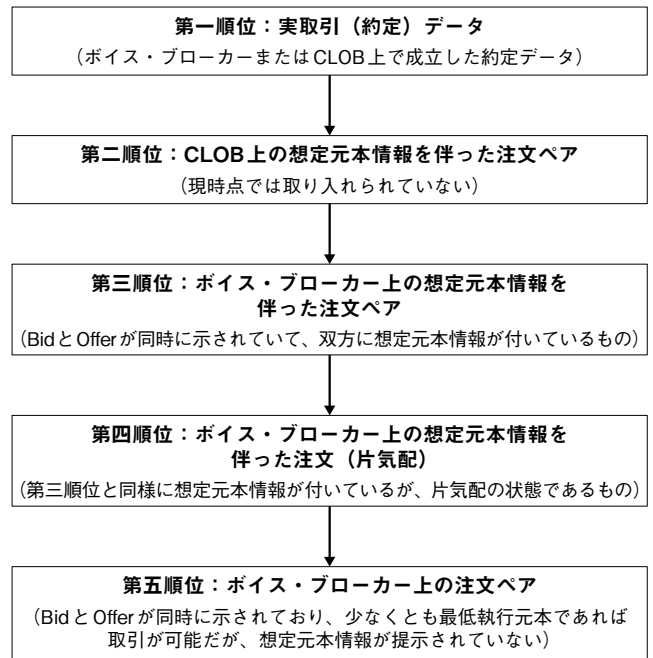 第一順位：実取引（約定）データ
（ボイス・ブローカーまたはCLOB上で成立した約定データ）
第二順位：CLOB上の想定元本情報を伴った注文ペア
（現時点では取り入れられていない）
第三順位：ボイス・ブローカー上の想定元本情報を
伴った注文ペア
（BidとOfferが同時に示されていて、双方に想定元本情報が付いているもの）
第四順位：ボイス・ブローカー上の想定元本情報を
伴った注文（片気配）
（第三順位と同様に想定元本情報が付いているが、片気配の状態であるもの）
第五順位：ボイス・ブローカー上の注文ペア
（BidとOfferが同時に示されており、少なくとも最低執行元本であれば
取引が可能だが、想定元本情報が提示されていない）